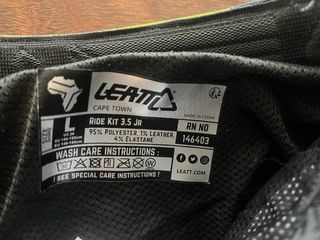 LEATT
CAPE TOWN
MADE IN CHINA
SIZE
L
RIDE KIT 3.5 JR
RN NO
146403
95% POLYESTER, 1% LEATHER,
4% ELASTANE
WASH CARE INSTRUCTIONS :
! SEE SPECIAL CARE INSTRUCTIONS !
LEATT.COM